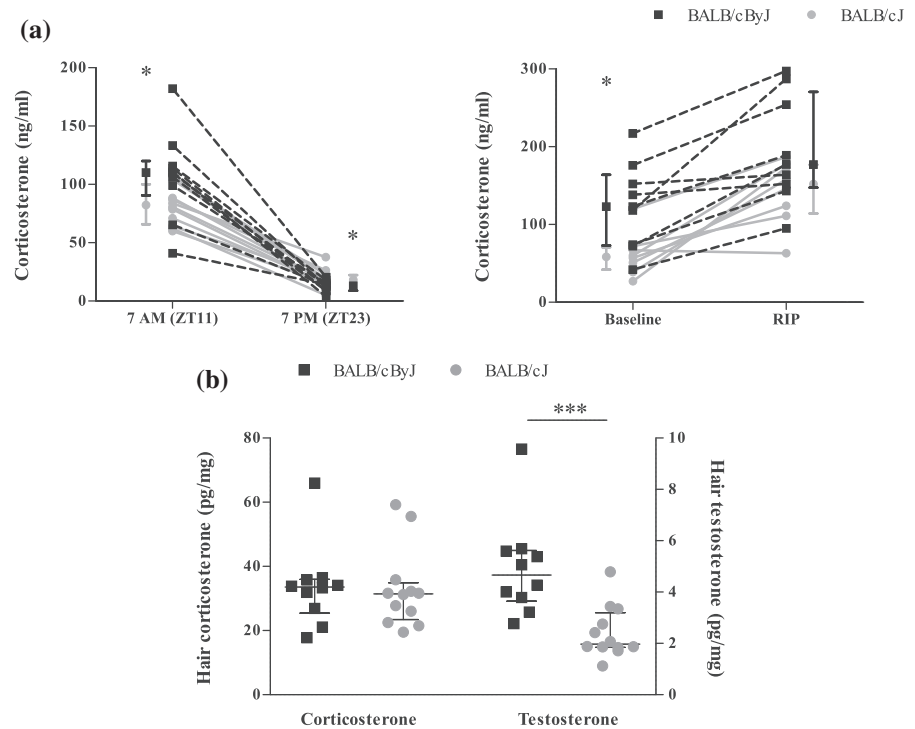 BALB/cByJ BALB/cJ
(a)
* *
Corticosterone (ng/ml)
200
150
100
50
0
7 AM (ZT11) 7 PM (ZT23)
*
Corticosterone (ng/ml)
300
200
100
0
Baseline RIP
(b)
BALB/cByJ BALB/cJ
***
Hair corticosterone (pg/mg)
80
60
40
20
0
Corticosterone Testosterone
10
8
6
4
2
0
Hair testosterone (pg/mg)